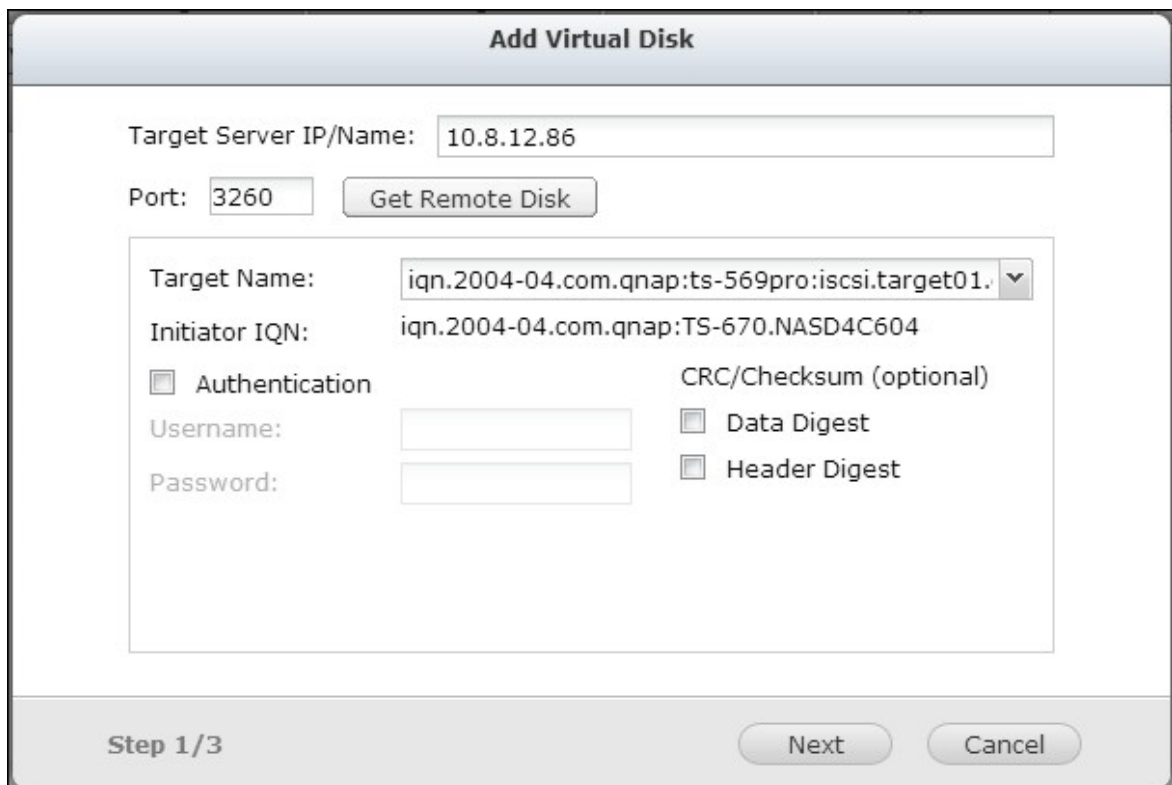 Add Virtual Disk
Target Server IP/Name: 10.8.12.86
Port: 3260 Get Remote Disk
Target Name: iqn.2004-04.com.qnap:ts-569pro:iscsi.target01.
Initiator IQN: iqn.2004-04.com.qnap:TS-670.NASD4C604
Authentication CRC/Checksum (optional)
Username: Data Digest
Password: Header Digest
Step 1/3 Next Cancel